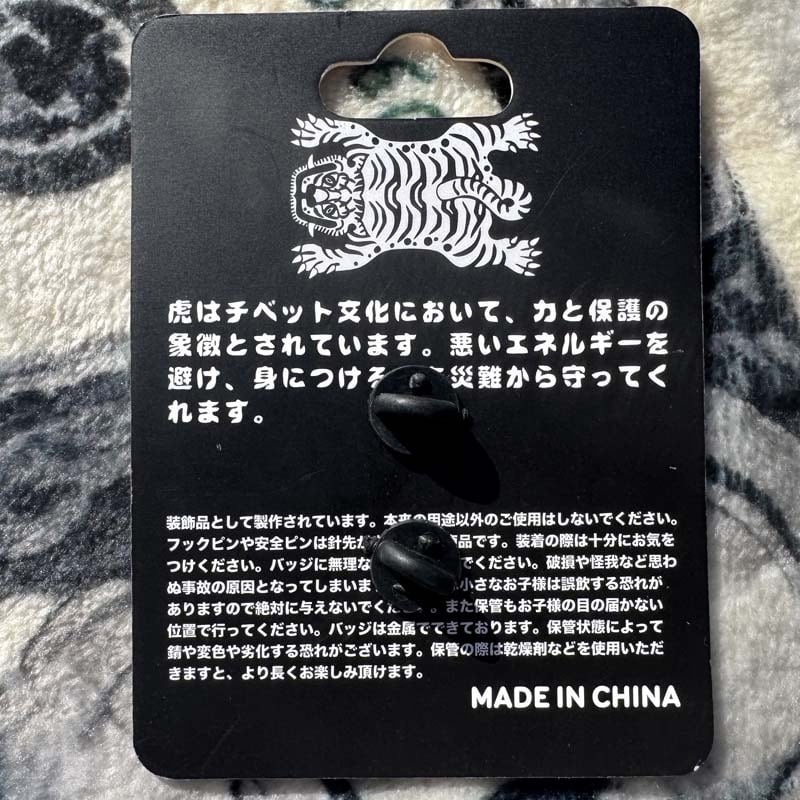 虎はチベット文化において、力と保護の
象徴とされています。悪いエネルギーを
避け、身につける 災難から守ってく
れます。
装飾品として製作されています。本来の用途以外のご使用はしないでください。
フックピンや安全ピンは針先が 商品です。装着の際は十分にお気を
つけください。バッジに無理な でください。破損や怪我など思わ
ぬ事故の原因となってしまいます 小さなお子様は誤飲する恐れが
ありますので絶対に与えないでください。また保管もお子様の目の届かない
位置で行ってください。バッジは金属でできております。保管状態によって
錆や変色や劣化する恐れがございます。保管の際は乾燥剤などを使用いただ
きますと、より長くお楽しみ頂けます。
MADE IN CHINA